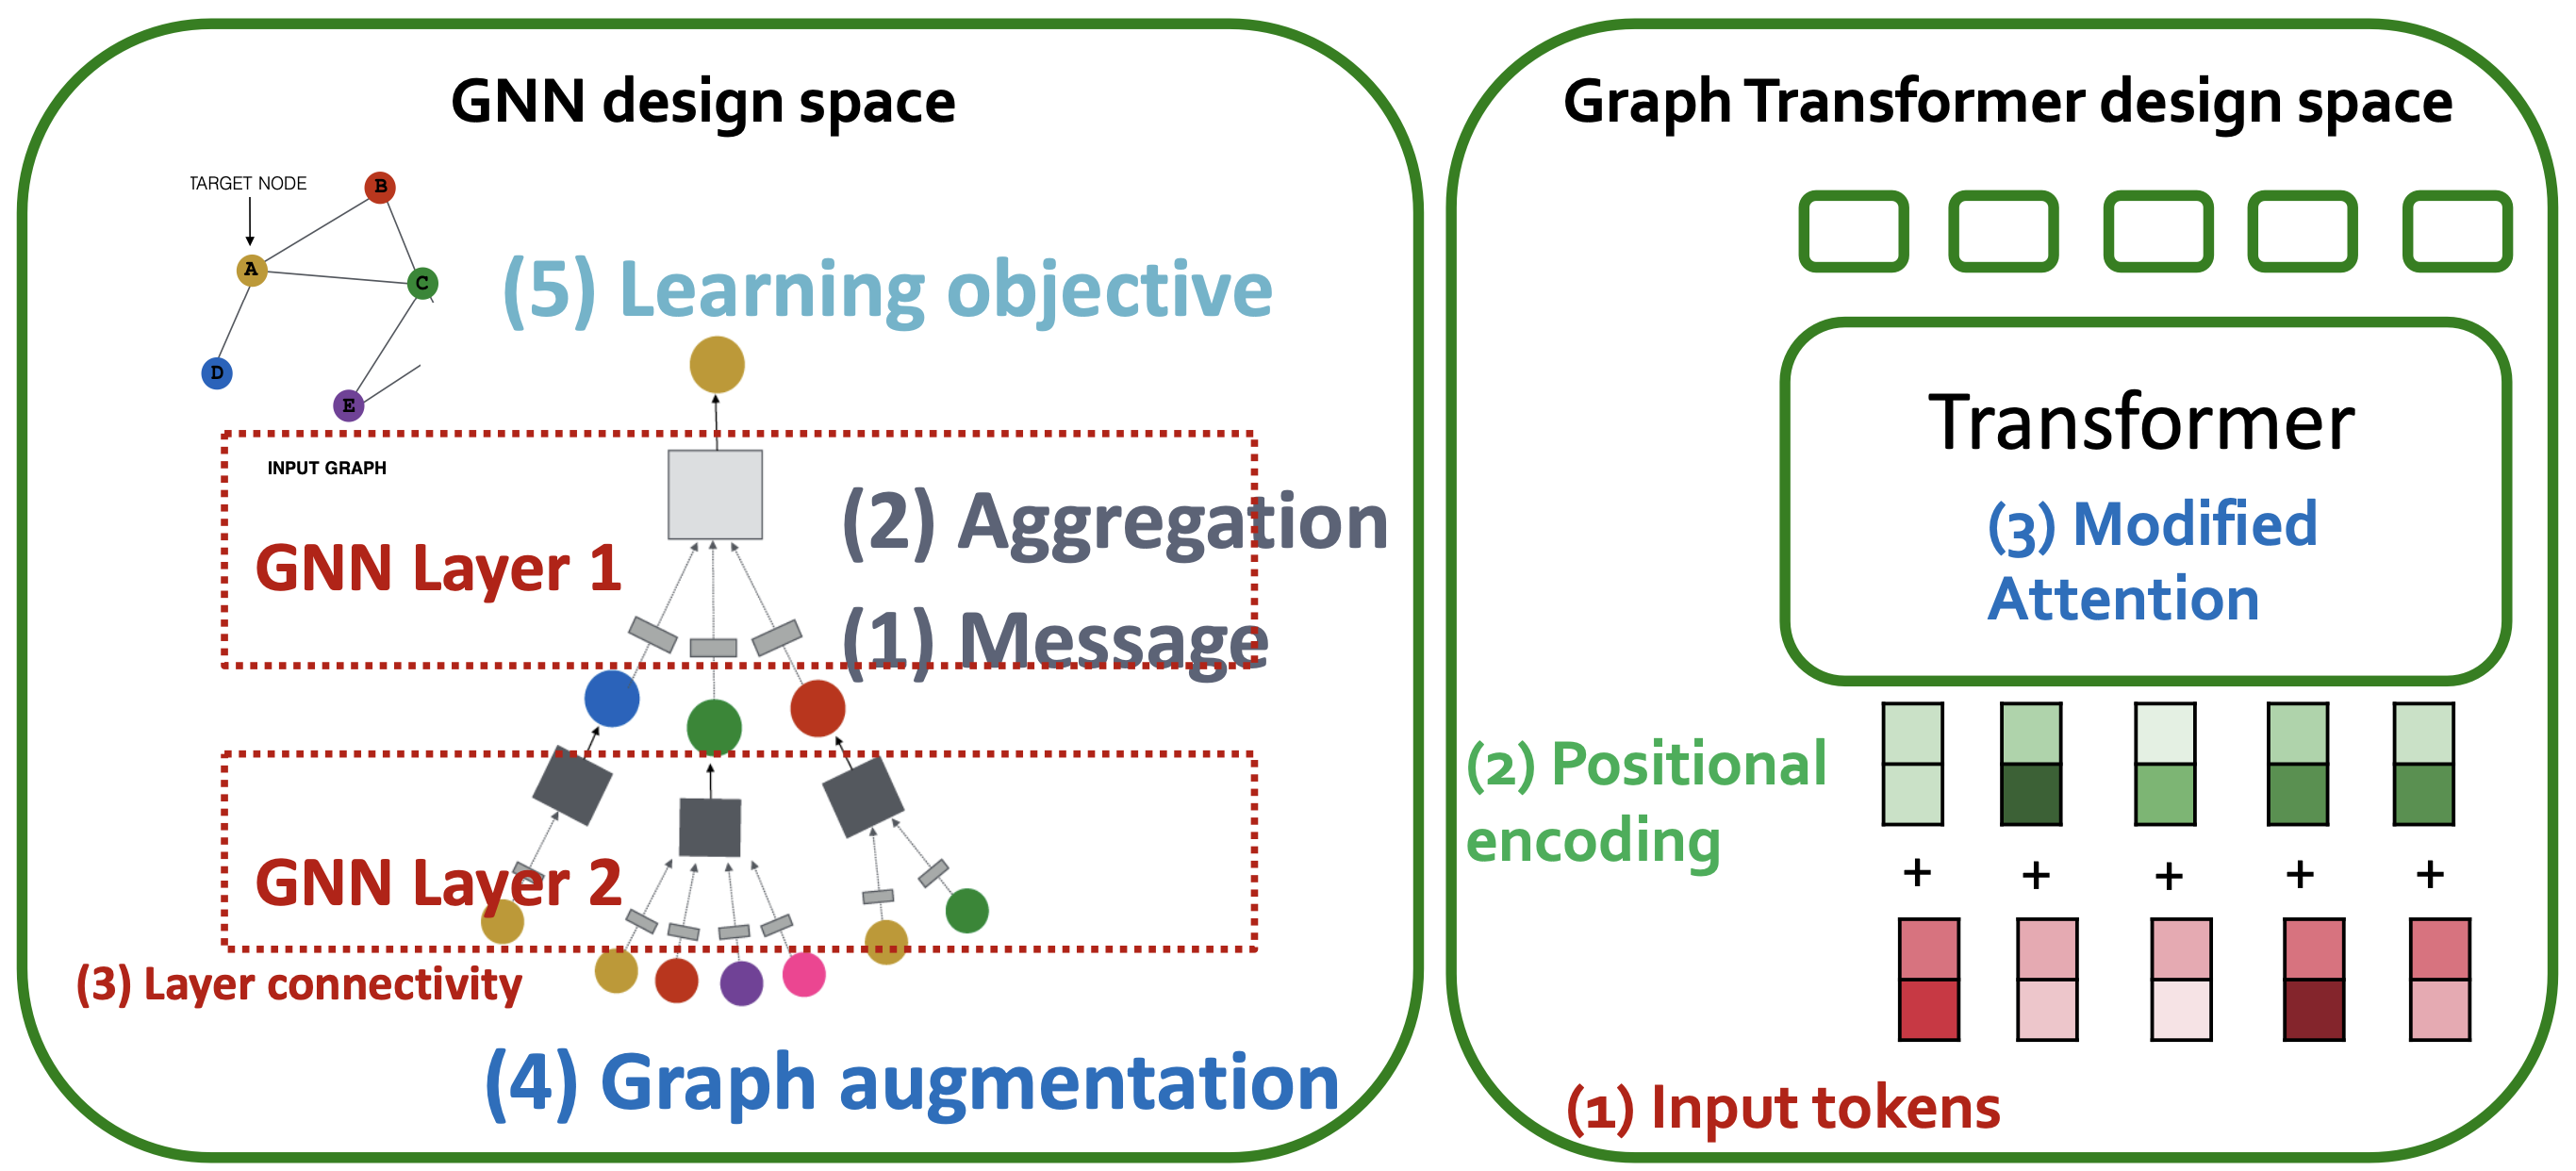 GNN design space
TARGET NODE
B
A
C
D
E
(5) Learning objective
INPUT GRAPH
(2) Aggregation
GNN Layer 1
(1) Message
GNN Layer 2
(3) Layer connectivity
(4) Graph augmentation
Graph Transformer design space
Transformer
(3) Modified
Attention
(2) Positional
encoding
+ + + + +
(1) Input tokens